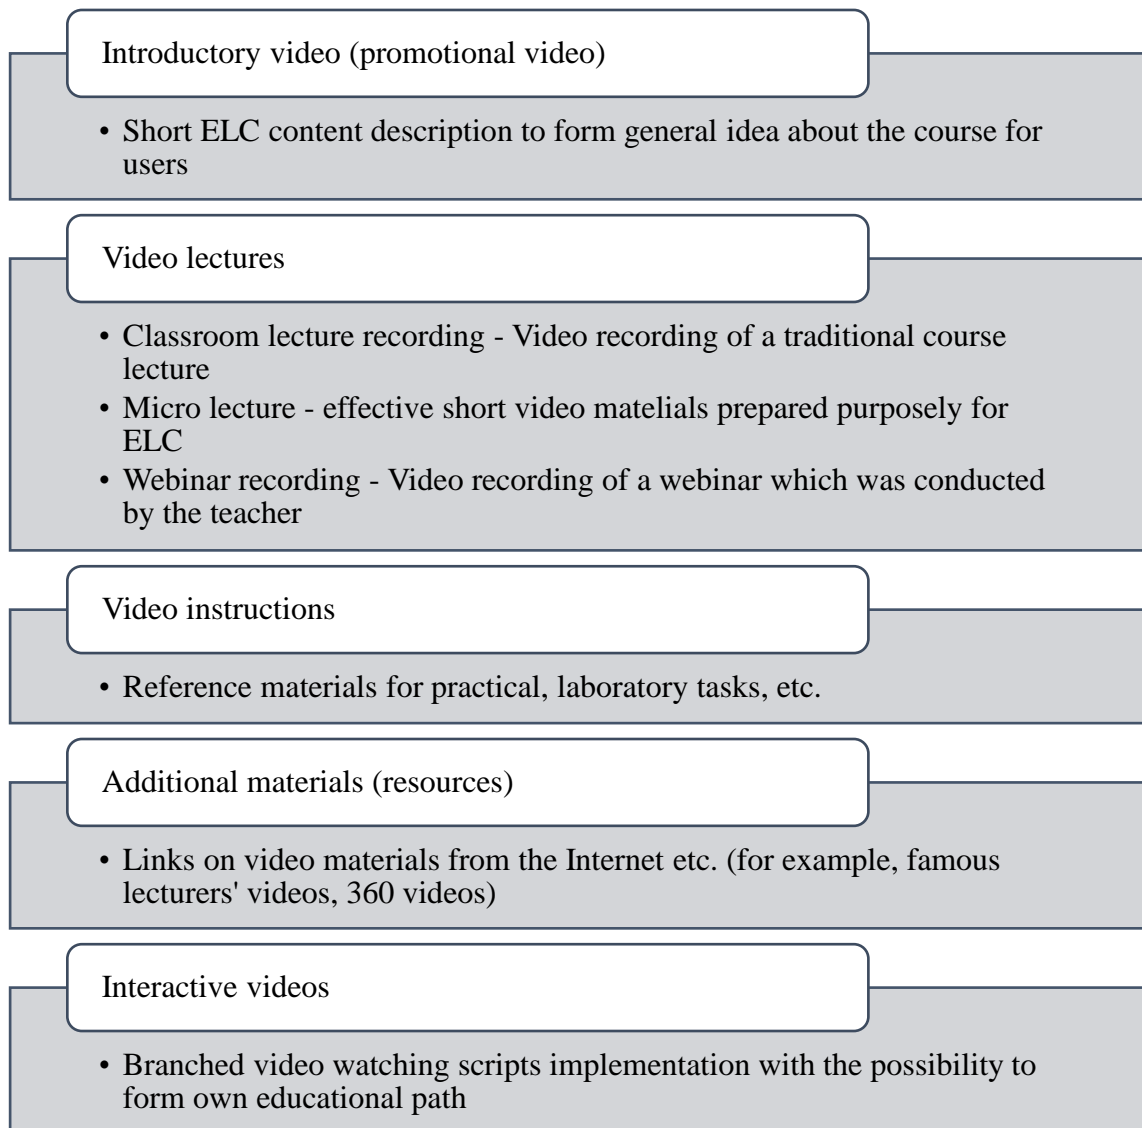 Introductory video (promotional video)
• Short ELC content description to form general idea about the course for
users
Video lectures
• Classroom lecture recording - Video recording of a traditional course
lecture
• Micro lecture - effective short video matelials prepared purposely for
ELC
• Webinar recording - Video recording of a webinar which was conducted
by the teacher
Video instructions
• Reference materials for practical, laboratory tasks, etc.
Additional materials (resources)
• Links on video materials from the Internet etc. (for example, famous
lecturers' videos, 360 videos)
Interactive videos
• Branched video watching scripts implementation with the possibility to
form own educational path